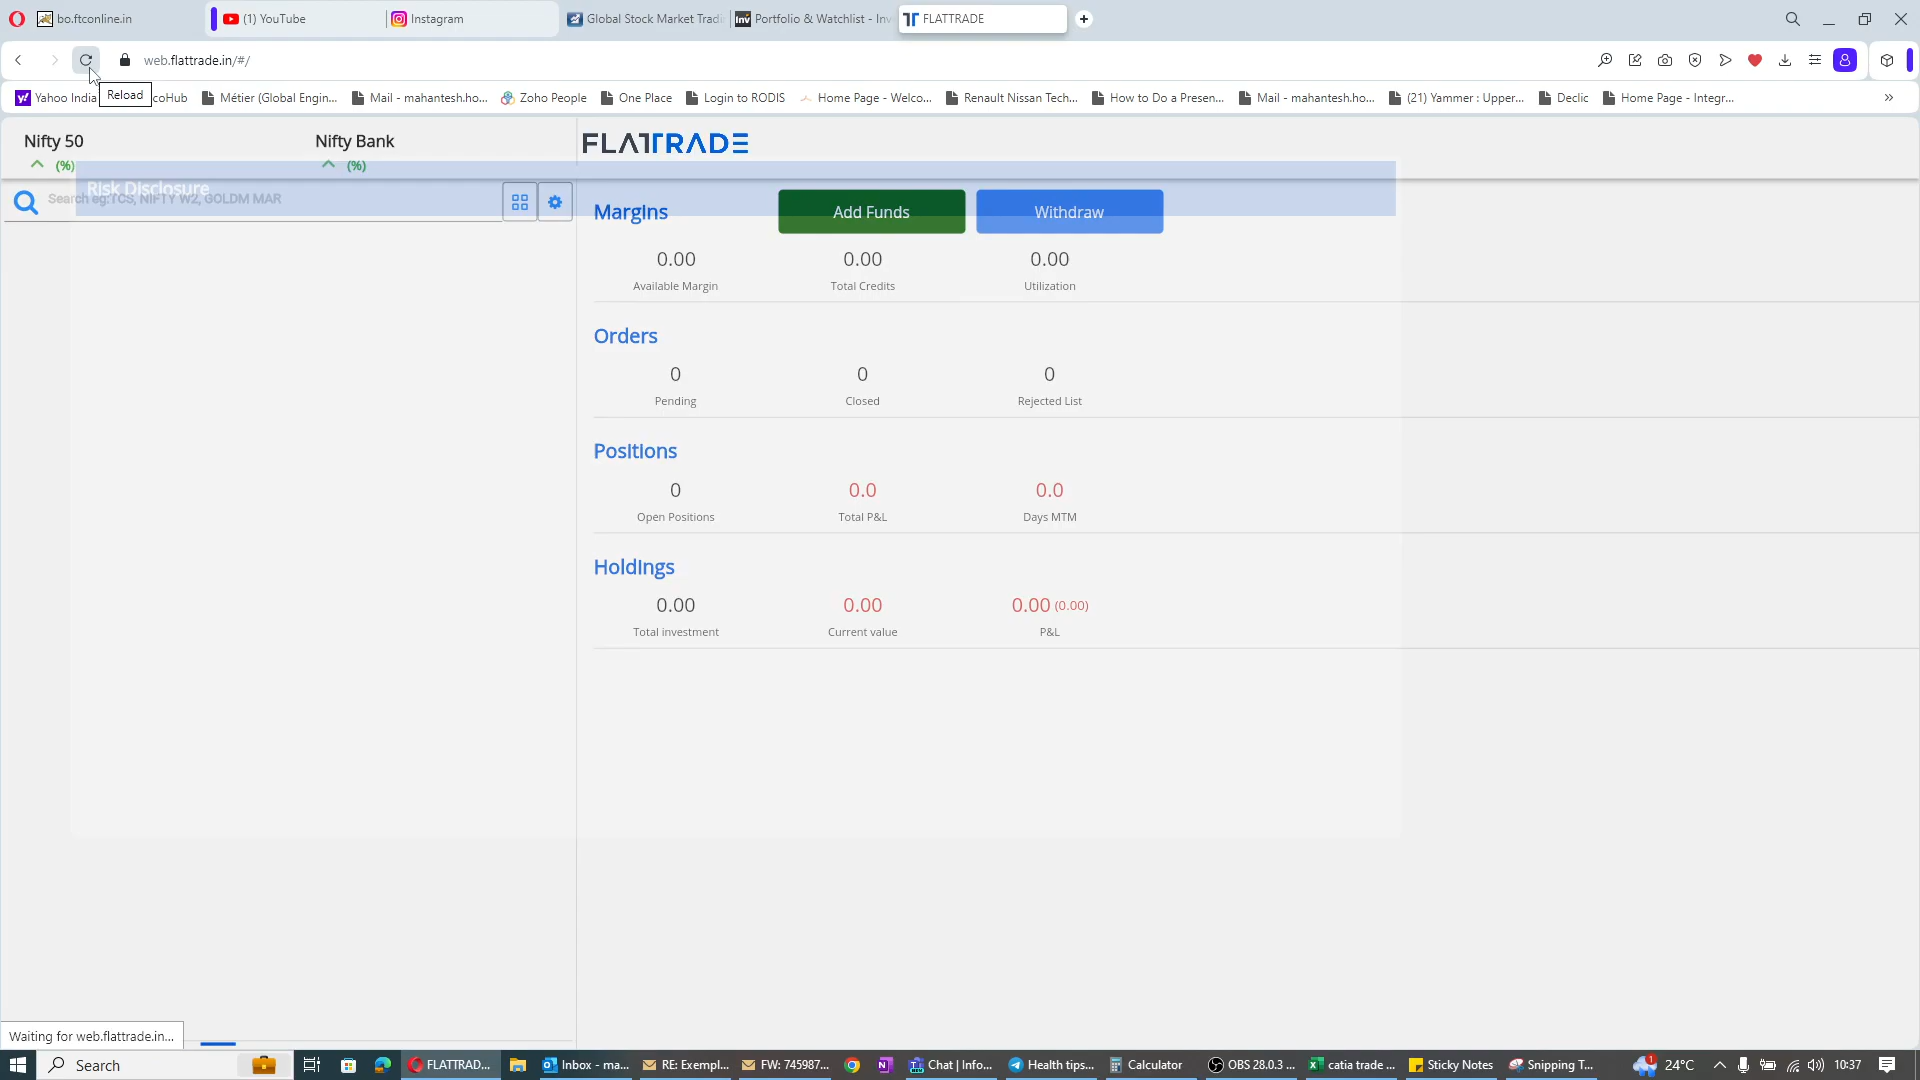 bo.ftconline.in
(1) YouTube
Instagram
Global Stock Market Tradi
Inv
Portfolio & Watchlist - Inv
FLATTRADE
web.flattrade.in/#/
Yahoo India
Reload
coHub
Métier (Global Engin...
Mail - mahantesh.ho...
Zoho People
One Place
Login to RODIS
Home Page - Welco...
Renault Nissan Tech...
How to Do a Presen...
Mail - mahantesh.ho...
(21) Yammer : Upper...
Declic
Home Page - Integr...
Nifty 50
(%)
Nifty Bank
(%)
FLATTRADE
Risk Disclosure
Search eg:TCS, NIFTY W2, GOLDM MAR
Margins
Add Funds
Withdraw
0.00
0.00
0.00
Available Margin
Total Credits
Utilization
Orders
0
0
0
Pending
Closed
Rejected List
Positions
0
0.0
0.0
Open Positions
Total P&L
Days MTM
Holdings
0.00
0.00
0.00 (0.00)
Total investment
Current value
P&L
Waiting for web.flattrade.in...
Search
FLATTRAD...
Inbox - ma...
RE: Exempl...
FW: 745987...
Chat | Info...
Health tips...
Calculator
OBS 28.0.3 ...
catia trade ...
Sticky Notes
Snipping T...
1
24°C
10:37